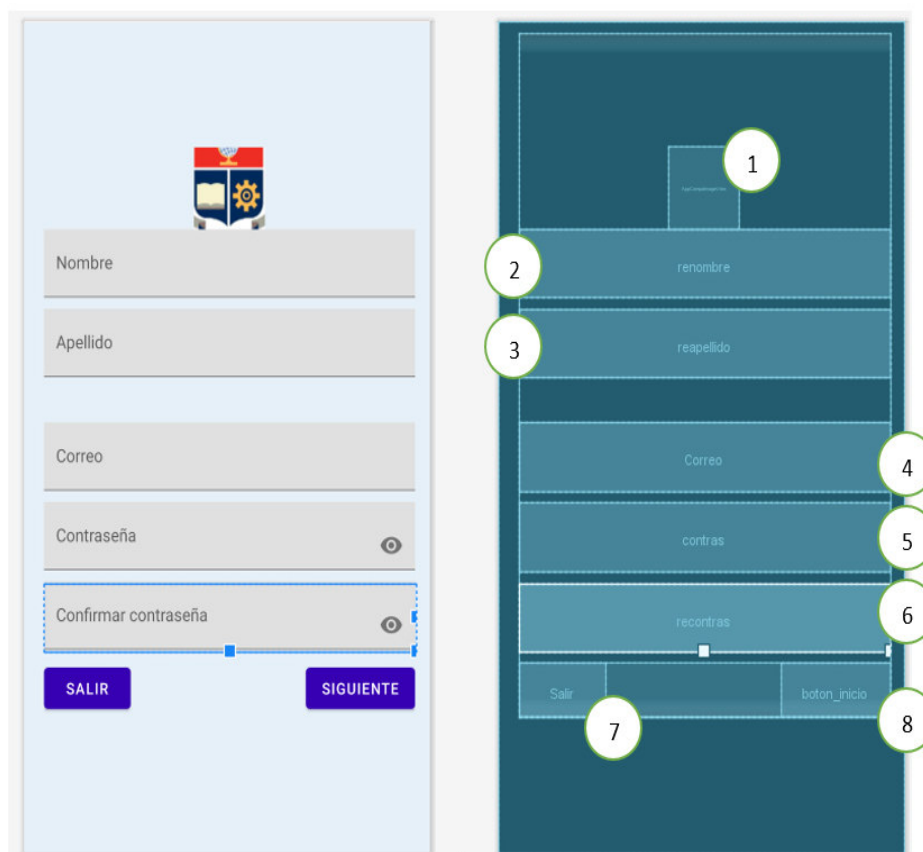 Nombre
Apellido
Correo
Contraseña
Confirmar contraseña
SALIR
SIGUIENTE
1
2
renombre
3
reapellido
Correo
4
contras
5
recontras
6
Salir
7
boton_inicio
8